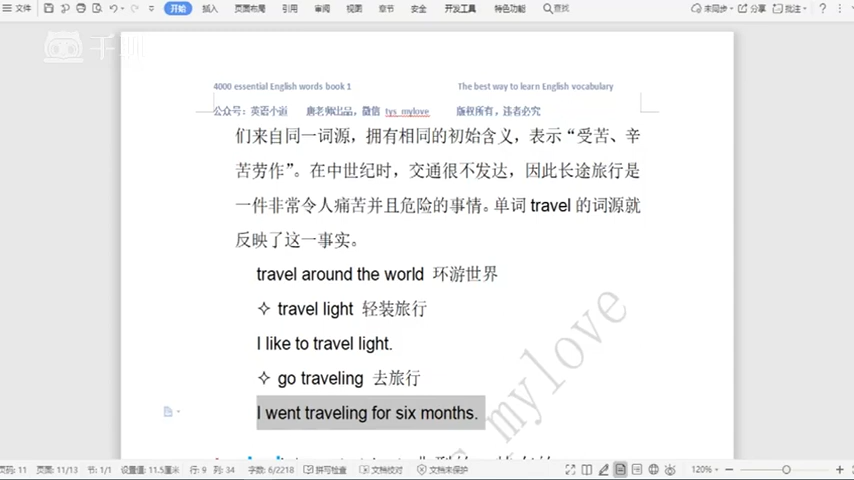 文件
开始
插入
页面布局
引用
审阅
视图
章节
安全
开发工具
特色功能
查找
未同步
分享
批注
千聊
4000 essential English words book 1
The best way to learn English vocabulary
公众号：英语小逛 唐老师出品，微信 tys_mylove 版权所有，违者必究
们来自同一词源，拥有相同的初始含义，表示“受苦、辛
苦劳作”。在中世纪时，交通很不发达，因此长途旅行是
一件非常令人痛苦并且危险的事情。单词 travel 的词源就
反映了这一事实。
travel around the world 环游世界
✧ travel light 轻装旅行
I like to travel light.
✧ go traveling 去旅行
I went traveling for six months.
s mylove
页码: 11
页面: 11/13
节: 1/1
设置值: 11.5厘米
行: 9
列: 34
字数: 6/2218
拼写检查
文档校对
文档未保护
120%